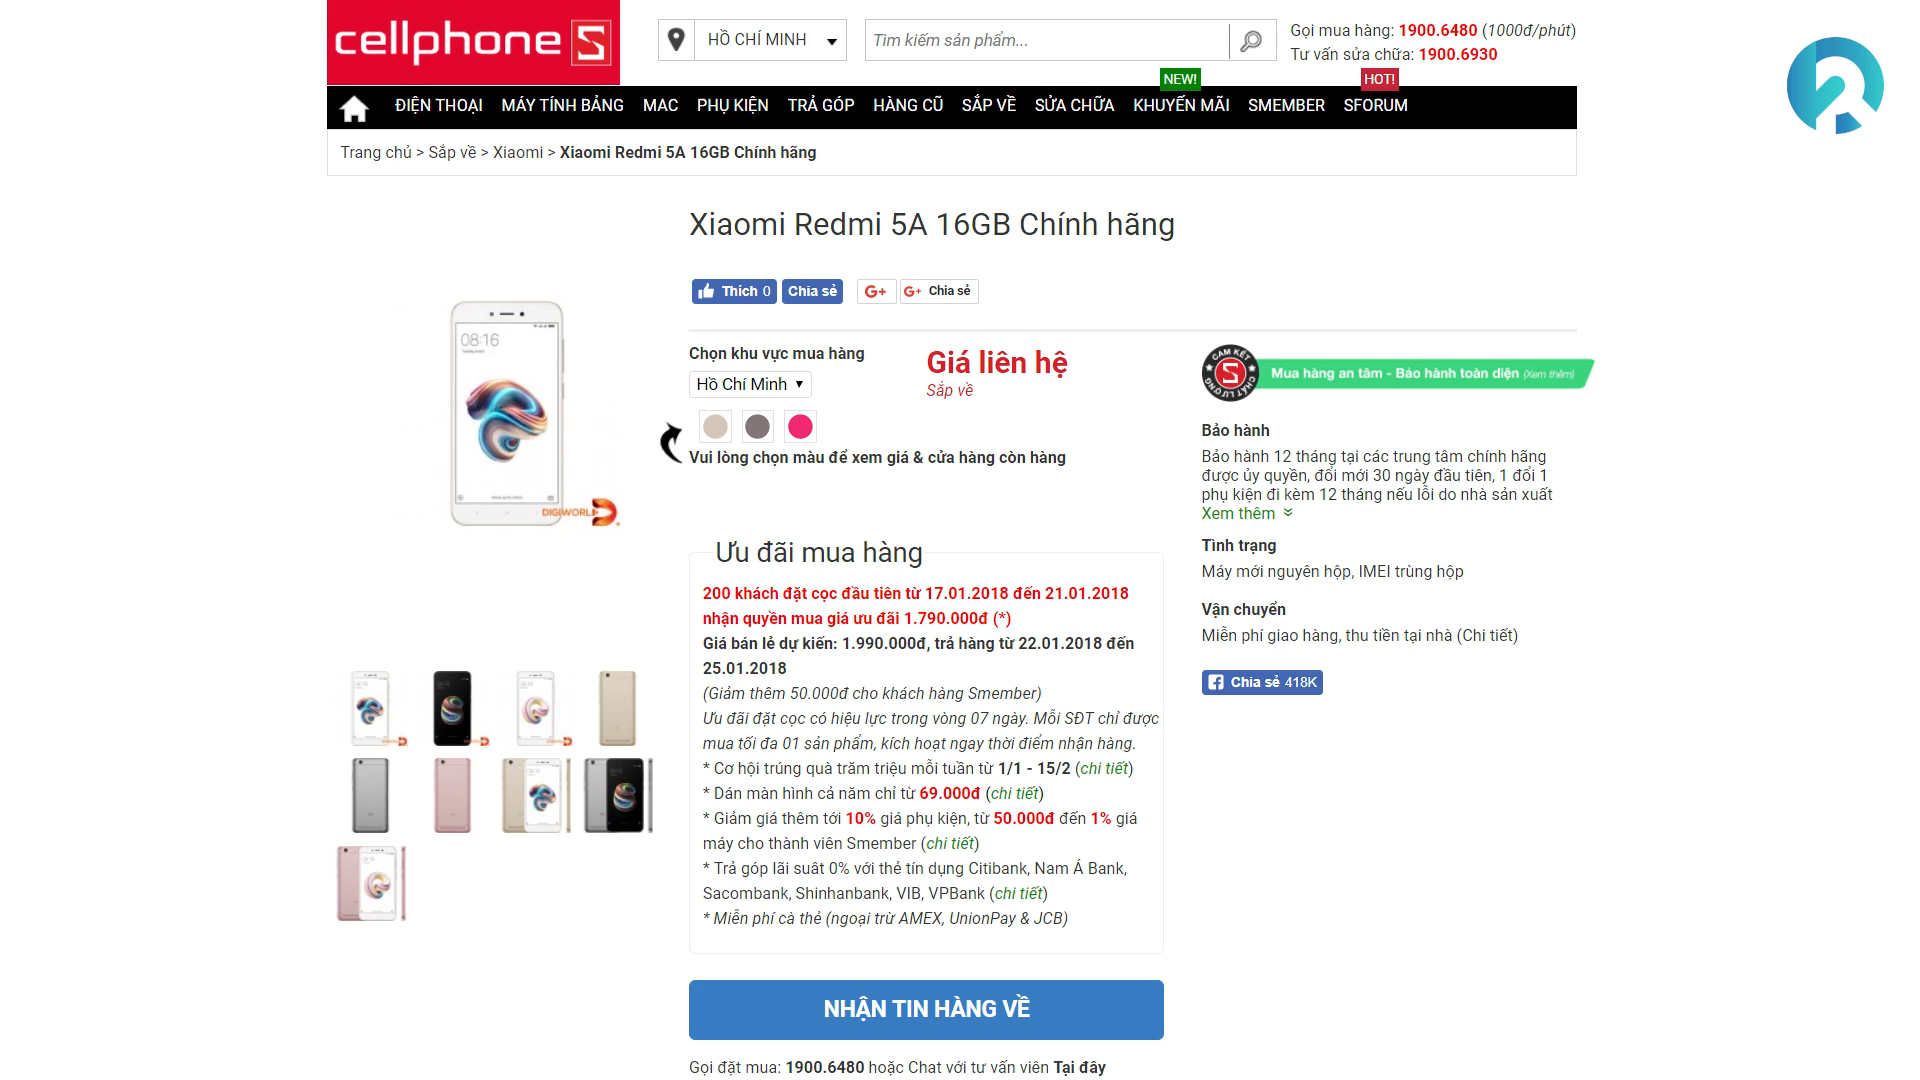 cellphoneS
HỒ CHÍ MINH
Tìm kiếm sản phẩm...
Gọi mua hàng: 1900.6480 (1000đ/phút)
Tư vấn sửa chữa: 1900.6930
NEW!
HOT!
ĐIỆN THOẠI MÁY TÍNH BẢNG MAC PHỤ KIỆN TRẢ GÓP HÀNG CŨ SẮP VỀ SỬA CHỮA KHUYẾN MÃI SMEMBER SFORUM
Trang chủ > Sắp về > Xiaomi > Xiaomi Redmi 5A 16GB Chính hãng
Xiaomi Redmi 5A 16GB Chính hãng
Thích 0 Chia sẻ G+ G+ Chia sẻ
Chọn khu vực mua hàng
Hồ Chí Minh
Giá liên hệ
Sắp về
Vui lòng chọn màu để xem giá & cửa hàng còn hàng
08:16
DIGIWORLD
CAM KẾT
CHẤT LƯỢNG
Mua hàng an tâm - Bảo hành toàn diện (Xem thêm)
Bảo hành
Bảo hành 12 tháng tại các trung tâm chính hãng
được ủy quyền, đổi mới 30 ngày đầu tiên, 1 đổi 1
phụ kiện đi kèm 12 tháng nếu lỗi do nhà sản xuất
Xem thêm
Tình trạng
Máy mới nguyên hộp, IMEI trùng hộp
Vận chuyển
Miễn phí giao hàng, thu tiền tại nhà (Chi tiết)
Chia sẻ 418K
Ưu đãi mua hàng
200 khách đặt cọc đầu tiên từ 17.01.2018 đến 21.01.2018
nhận quyền mua giá ưu đãi 1.790.000đ (*)
Giá bán lẻ dự kiến: 1.990.000đ, trả hàng từ 22.01.2018 đến
25.01.2018
(Giảm thêm 50.000đ cho khách hàng Smember)
Ưu đãi đặt cọc có hiệu lực trong vòng 07 ngày. Mỗi SĐT chỉ được
mua tối đa 01 sản phẩm, kích hoạt ngay thời điểm nhận hàng.
* Cơ hội trúng quà trăm triệu mỗi tuần từ 1/1 - 15/2 (chi tiết)
* Dán màn hình cả năm chỉ từ 69.000đ (chi tiết)
* Giảm giá thêm tới 10% giá phụ kiện, từ 50.000đ đến 1% giá
máy cho thành viên Smember (chi tiết)
* Trả góp lãi suât 0% với thẻ tín dụng Citibank, Nam Á Bank,
Sacombank, Shinhanbank, VIB, VPBank (chi tiết)
* Miễn phí cà thẻ (ngoại trừ AMEX, UnionPay & JCB)
NHẬN TIN HÀNG VỀ
Gọi đặt mua: 1900.6480 hoặc Chat với tư vấn viên Tại đây